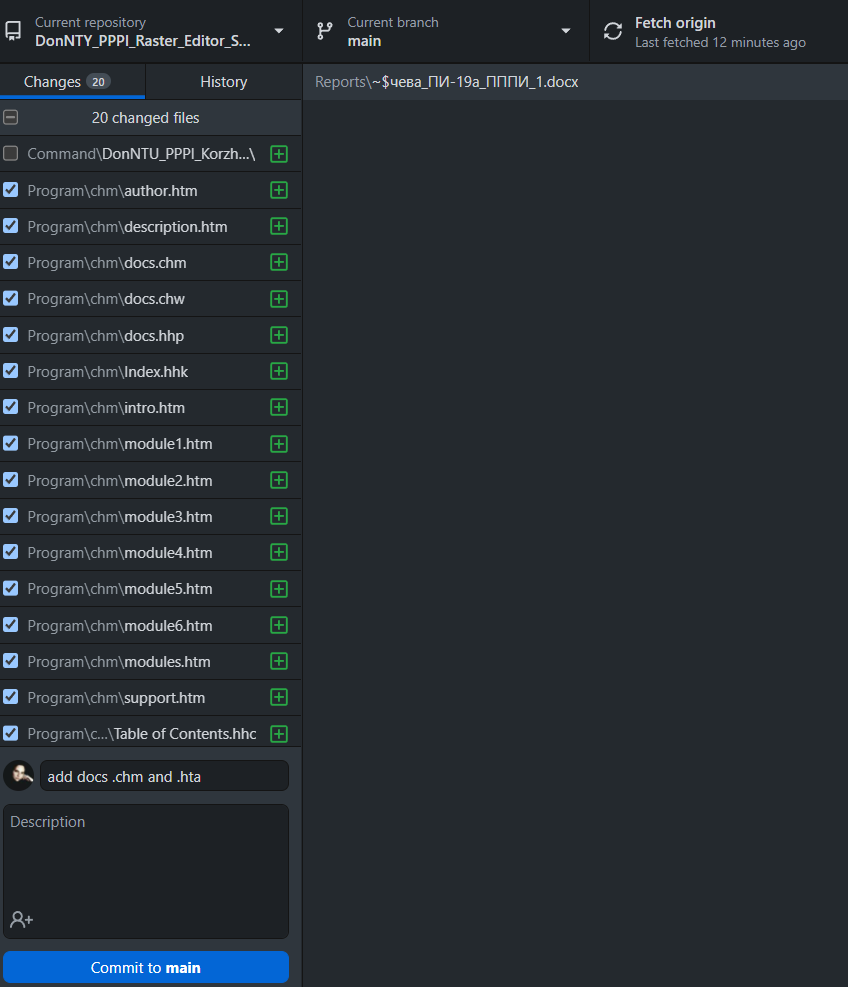 Current repository
DonNTY_PPPI_Raster_Editor_S...
Current branch
main
Fetch origin
Last fetched 12 minutes ago
Changes 20
History
Reports\~$чева_ПИ-19а_ПППИ_1.docx
20 changed files
Command\DonNTU_PPPI_Korzh...\
Program\chm\author.htm
Program\chm\description.htm
Program\chm\docs.chm
Program\chm\docs.chw
Program\chm\docs.hhp
Program\chm\Index.hhk
Program\chm\intro.htm
Program\chm\module1.htm
Program\chm\module2.htm
Program\chm\module3.htm
Program\chm\module4.htm
Program\chm\module5.htm
Program\chm\module6.htm
Program\chm\modules.htm
Program\chm\support.htm
Program\c...\Table of Contents.hhc
add docs .chm and .hta
Description
Commit to main